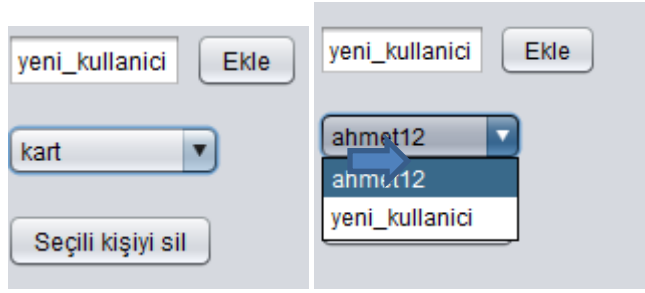 yeni_kullanici Ekle
kart
Seçili kişiyi sil
yeni_kullanici Ekle
ahmet12
ahmet12
yeni_kullanici